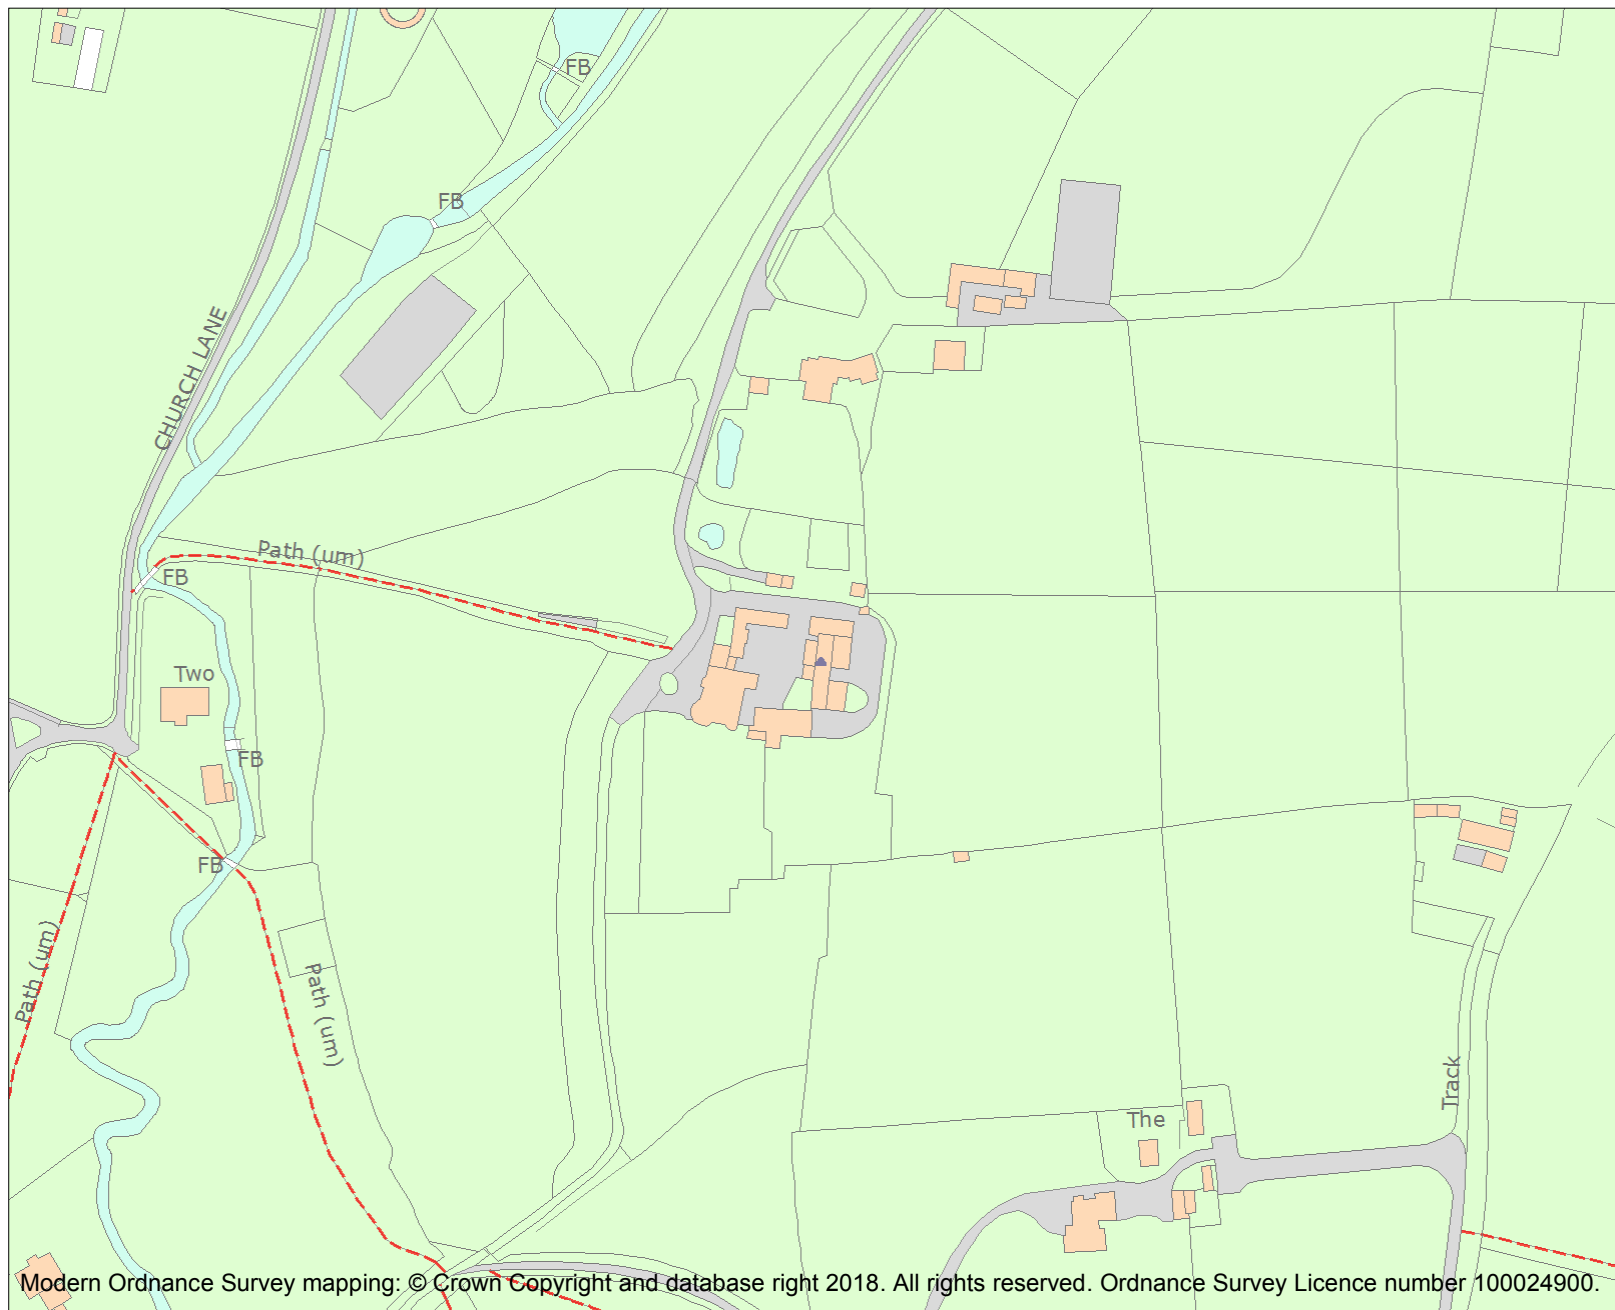 FB
FB
CHURCH LANE
Path (um)
FB
Two
FB
FB
Path (um)
Path (um)
Track
The
Modern Ordnance Survey mapping: © Crown Copyright and database right 2018. All rights reserved. Ordnance Survey Licence number 100024900.